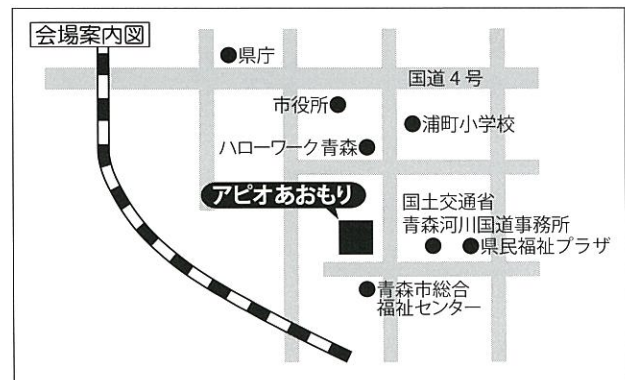 会場案内図
●県庁
国道4号
市役所●
●浦町小学校
ハローワーク青森●
アピオあおもり
国土交通省
青森河川国道事務所
●県民福祉プラザ
●青森市総合
福祉センター